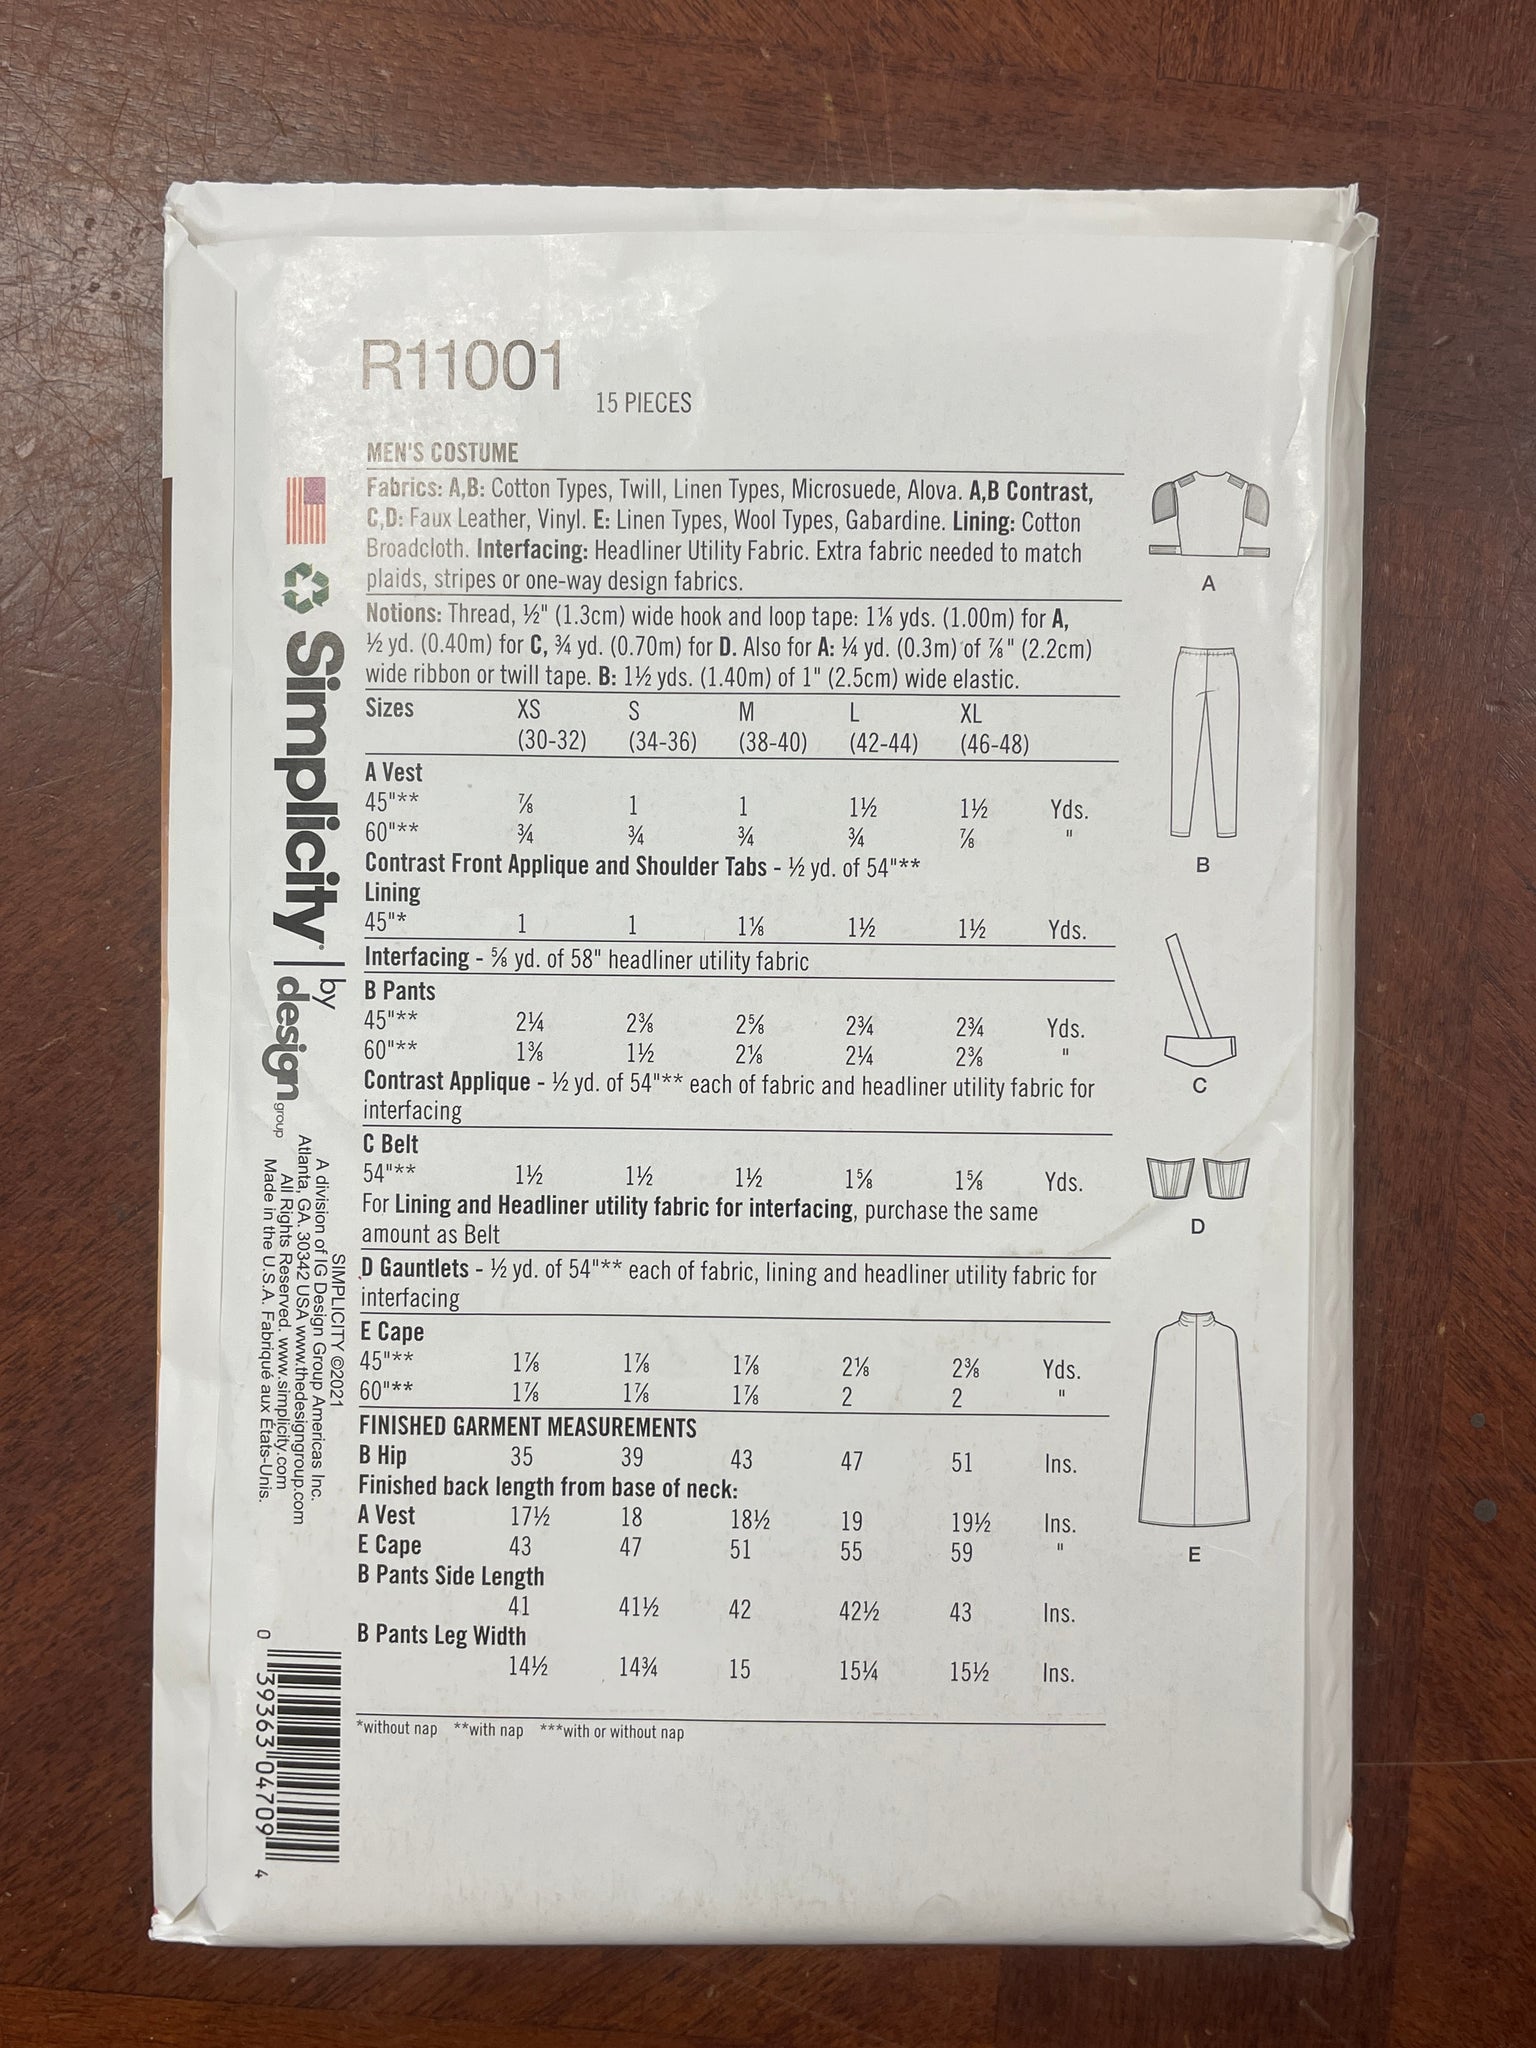 R11001
15 PIECES
MEN'S COSTUME
Fabrics: A,B: Cotton Types, Twill, Linen Types, Microsuede, Alova. A,B Contrast,
C,D: Faux Leather, Vinyl. E: Linen Types, Wool Types, Gabardine. Lining: Cotton
Broadcloth. Interfacing: Headliner Utility Fabric. Extra fabric needed to match
plaids, stripes or one-way design fabrics.
Notions: Thread, ½" (1.3cm) wide hook and loop tape: 1⅛ yds. (1.00m) for A,
½ yd. (0.40m) for C, ¾ yd. (0.70m) for D. Also for A: ¼ yd. (0.3m) of ⅞" (2.2cm)
wide ribbon or twill tape. B: 1½ yds. (1.40m) of 1" (2.5cm) wide elastic.
Sizes XS S M L XL
(30-32) (34-36) (38-40) (42-44) (46-48)
A Vest
45"** ⅞ 1 1 1½ 1½ Yds.
60"** ¾ ¾ ¾ ¾ ⅞ "
Contrast Front Applique and Shoulder Tabs - ½ yd. of 54"**
Lining
45"* 1 1 1⅛ 1½ 1½ Yds.
Interfacing - ⅝ yd. of 58" headliner utility fabric
B Pants
45"** 2¼ 2⅜ 2⅝ 2¾ 2¾ Yds.
60"** 1⅜ 1½ 2⅛ 2¼ 2⅜ "
Contrast Applique - ½ yd. of 54"** each of fabric and headliner utility fabric for
interfacing
C Belt
54"** 1½ 1½ 1½ 1⅝ 1⅝ Yds.
For Lining and Headliner utility fabric for interfacing, purchase the same
amount as Belt
D Gauntlets - ½ yd. of 54"** each of fabric, lining and headliner utility fabric for
interfacing
E Cape
45"** 1⅞ 1⅞ 1⅞ 2⅛ 2⅜ Yds.
60"** 1⅞ 1⅞ 1⅞ 2 2 "
FINISHED GARMENT MEASUREMENTS
B Hip 35 39 43 47 51 Ins.
Finished back length from base of neck:
A Vest 17½ 18 18½ 19 19½ Ins.
E Cape 43 47 51 55 59 "
B Pants Side Length
41 41½ 42 42½ 43 Ins.
B Pants Leg Width
14½ 14¾ 15 15¼ 15½ Ins.
*without nap **with nap ***with or without nap
A
B
C
D
E
Simplicity | by design group
SIMPLICITY ©2021
A division of IG Design Group Americas Inc.
Atlanta, GA. 30342 USA www.thedesigngroup.com
All Rights Reserved. www.simplicity.com
Made in the U.S.A. Fabriqué aux États-Unis.
0 39363 04709 4